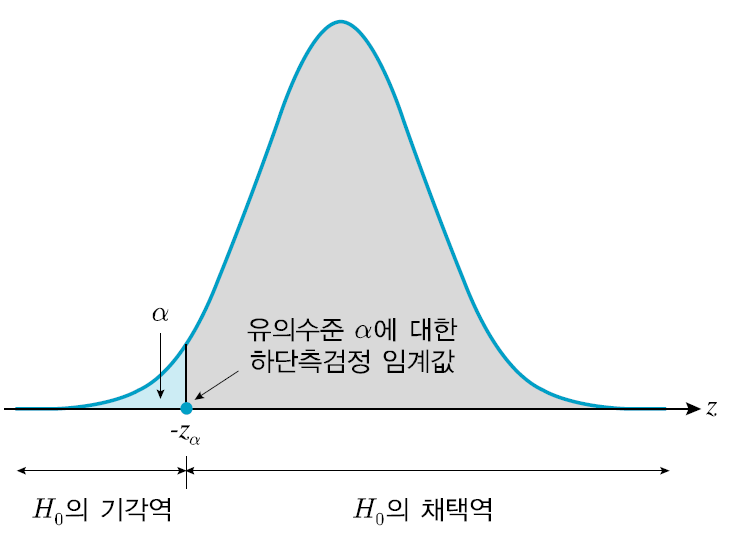 α
유의수준 α에 대한
하단측검정 임계값
z
-zα
H0의 기각역
H0의 채택역